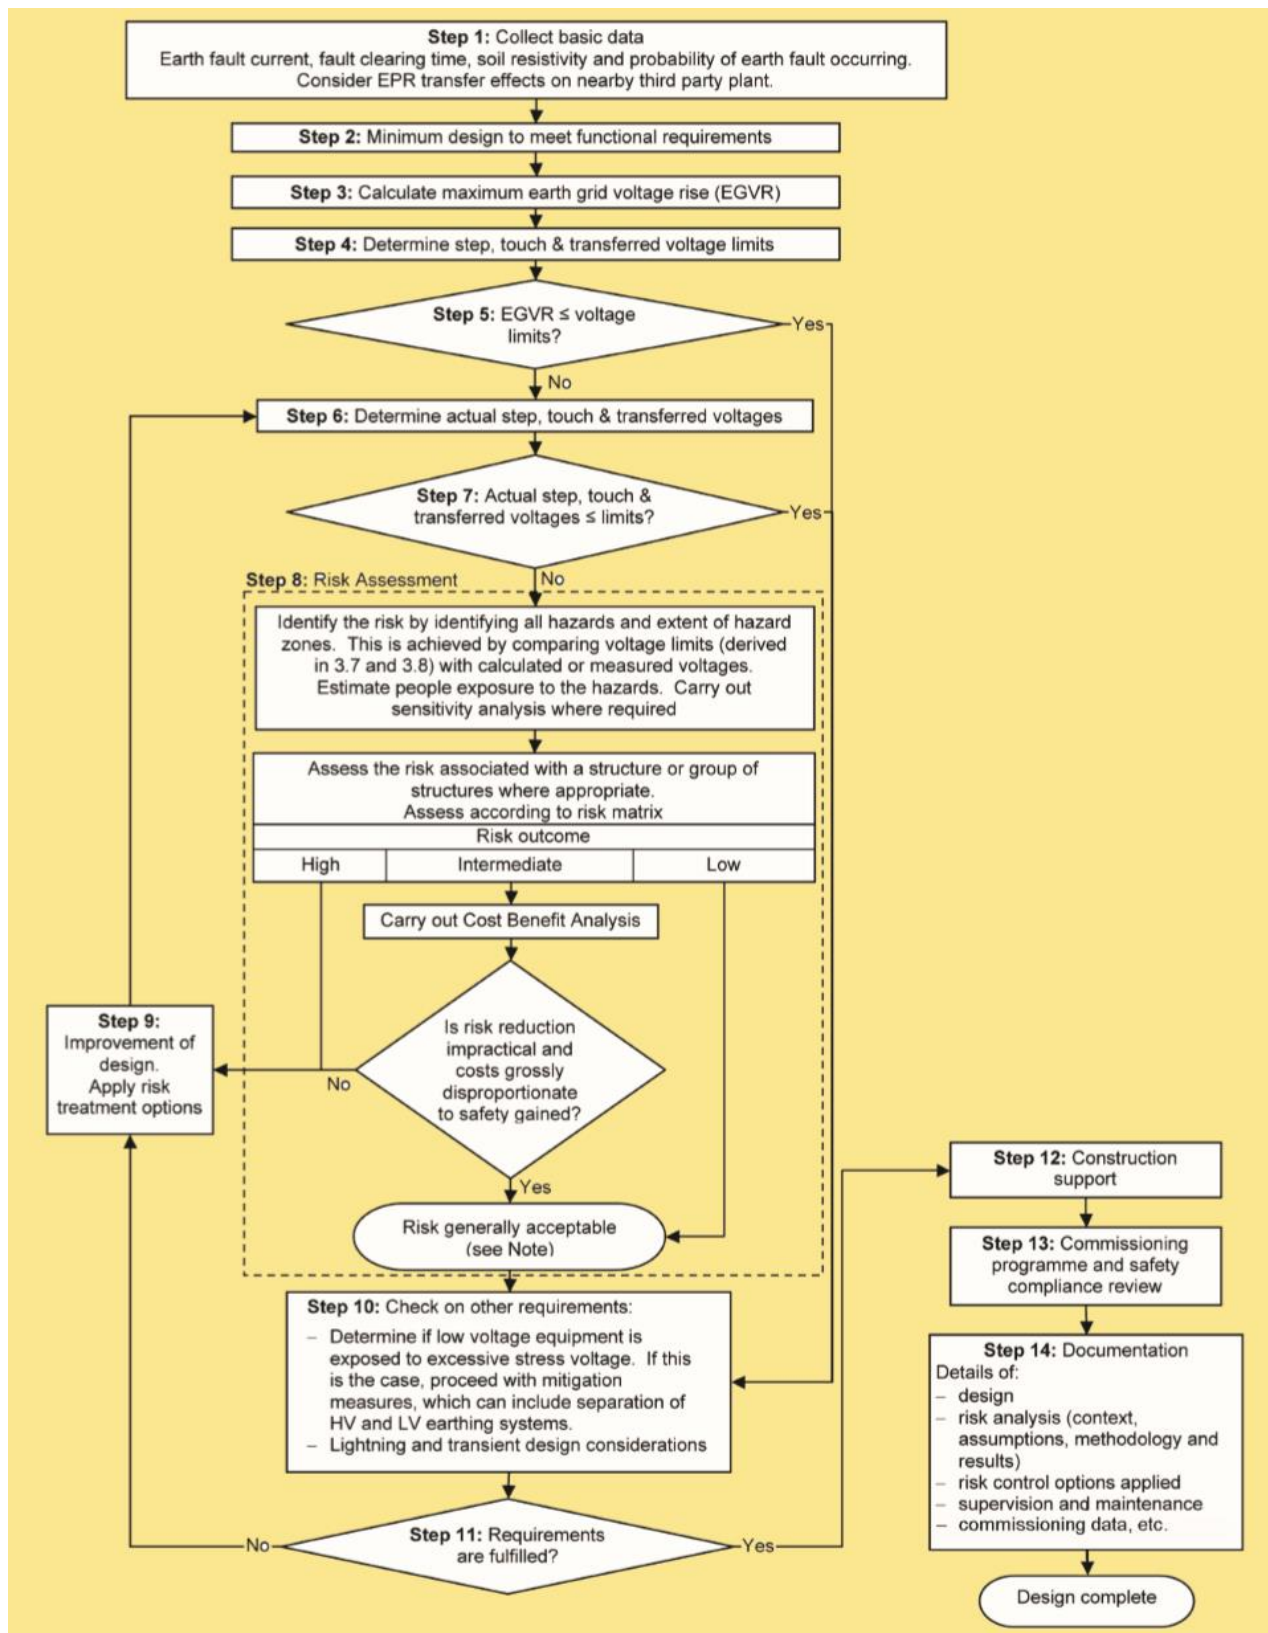 Step 1: Collect basic data
Earth fault current, fault clearing time, soil resistivity and probability of earth fault occurring.
Consider EPR transfer effects on nearby third party plant.
Step 2: Minimum design to meet functional requirements
Step 3: Calculate maximum earth grid voltage rise (EGVR)
Step 4: Determine step, touch & transferred voltage limits
Step 5: EGVR ≤ voltage
limits?
Yes
No
Step 6: Determine actual step, touch & transferred voltages
Step 7: Actual step, touch &
transferred voltages ≤ limits?
Yes
No
Step 8: Risk Assessment
Identify the risk by identifying all hazards and extent of hazard
zones. This is achieved by comparing voltage limits (derived
in 3.7 and 3.8) with calculated or measured voltages.
Estimate people exposure to the hazards. Carry out
sensitivity analysis where required
Assess the risk associated with a structure or group of
structures where appropriate.
Assess according to risk matrix
Risk outcome
High
Intermediate
Low
Carry out Cost Benefit Analysis
Is risk reduction
impractical and
costs grossly
disproportionate
to safety gained?
No
Yes
Step 9:
Improvement of
design.
Apply risk
treatment options
Risk generally acceptable
(see Note)
Step 10: Check on other requirements:
– Determine if low voltage equipment is
exposed to excessive stress voltage. If this
is the case, proceed with mitigation
measures, which can include separation of
HV and LV earthing systems.
– Lightning and transient design considerations
Step 11: Requirements
are fulfilled?
No
Yes
Step 12: Construction
support
Step 13: Commissioning
programme and safety
compliance review
Step 14: Documentation
Details of:
– design
– risk analysis (context,
assumptions, methodology and
results)
– risk control options applied
– supervision and maintenance
– commissioning data, etc.
Design complete